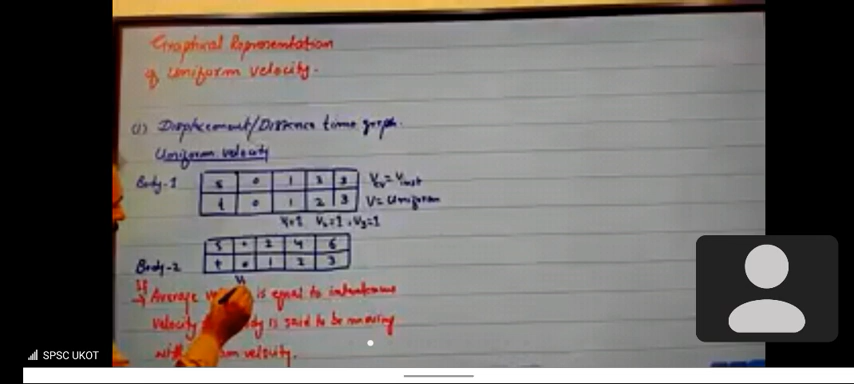 Graphical Representation
of Uniform velocity.
(1) Displacement/Distance time graph.
Uniform velocity
Body-1
S 0 1 2 3
t 0 1 2 3
Vav = Vinst
V = Uniform
V1=1 V2=1, V3=1
Body-2
S 0 2 4 6
t 0 1 2 3
If
→ Average is equal to
Velocity is said to be moving
velocity.
SPSC UKOT